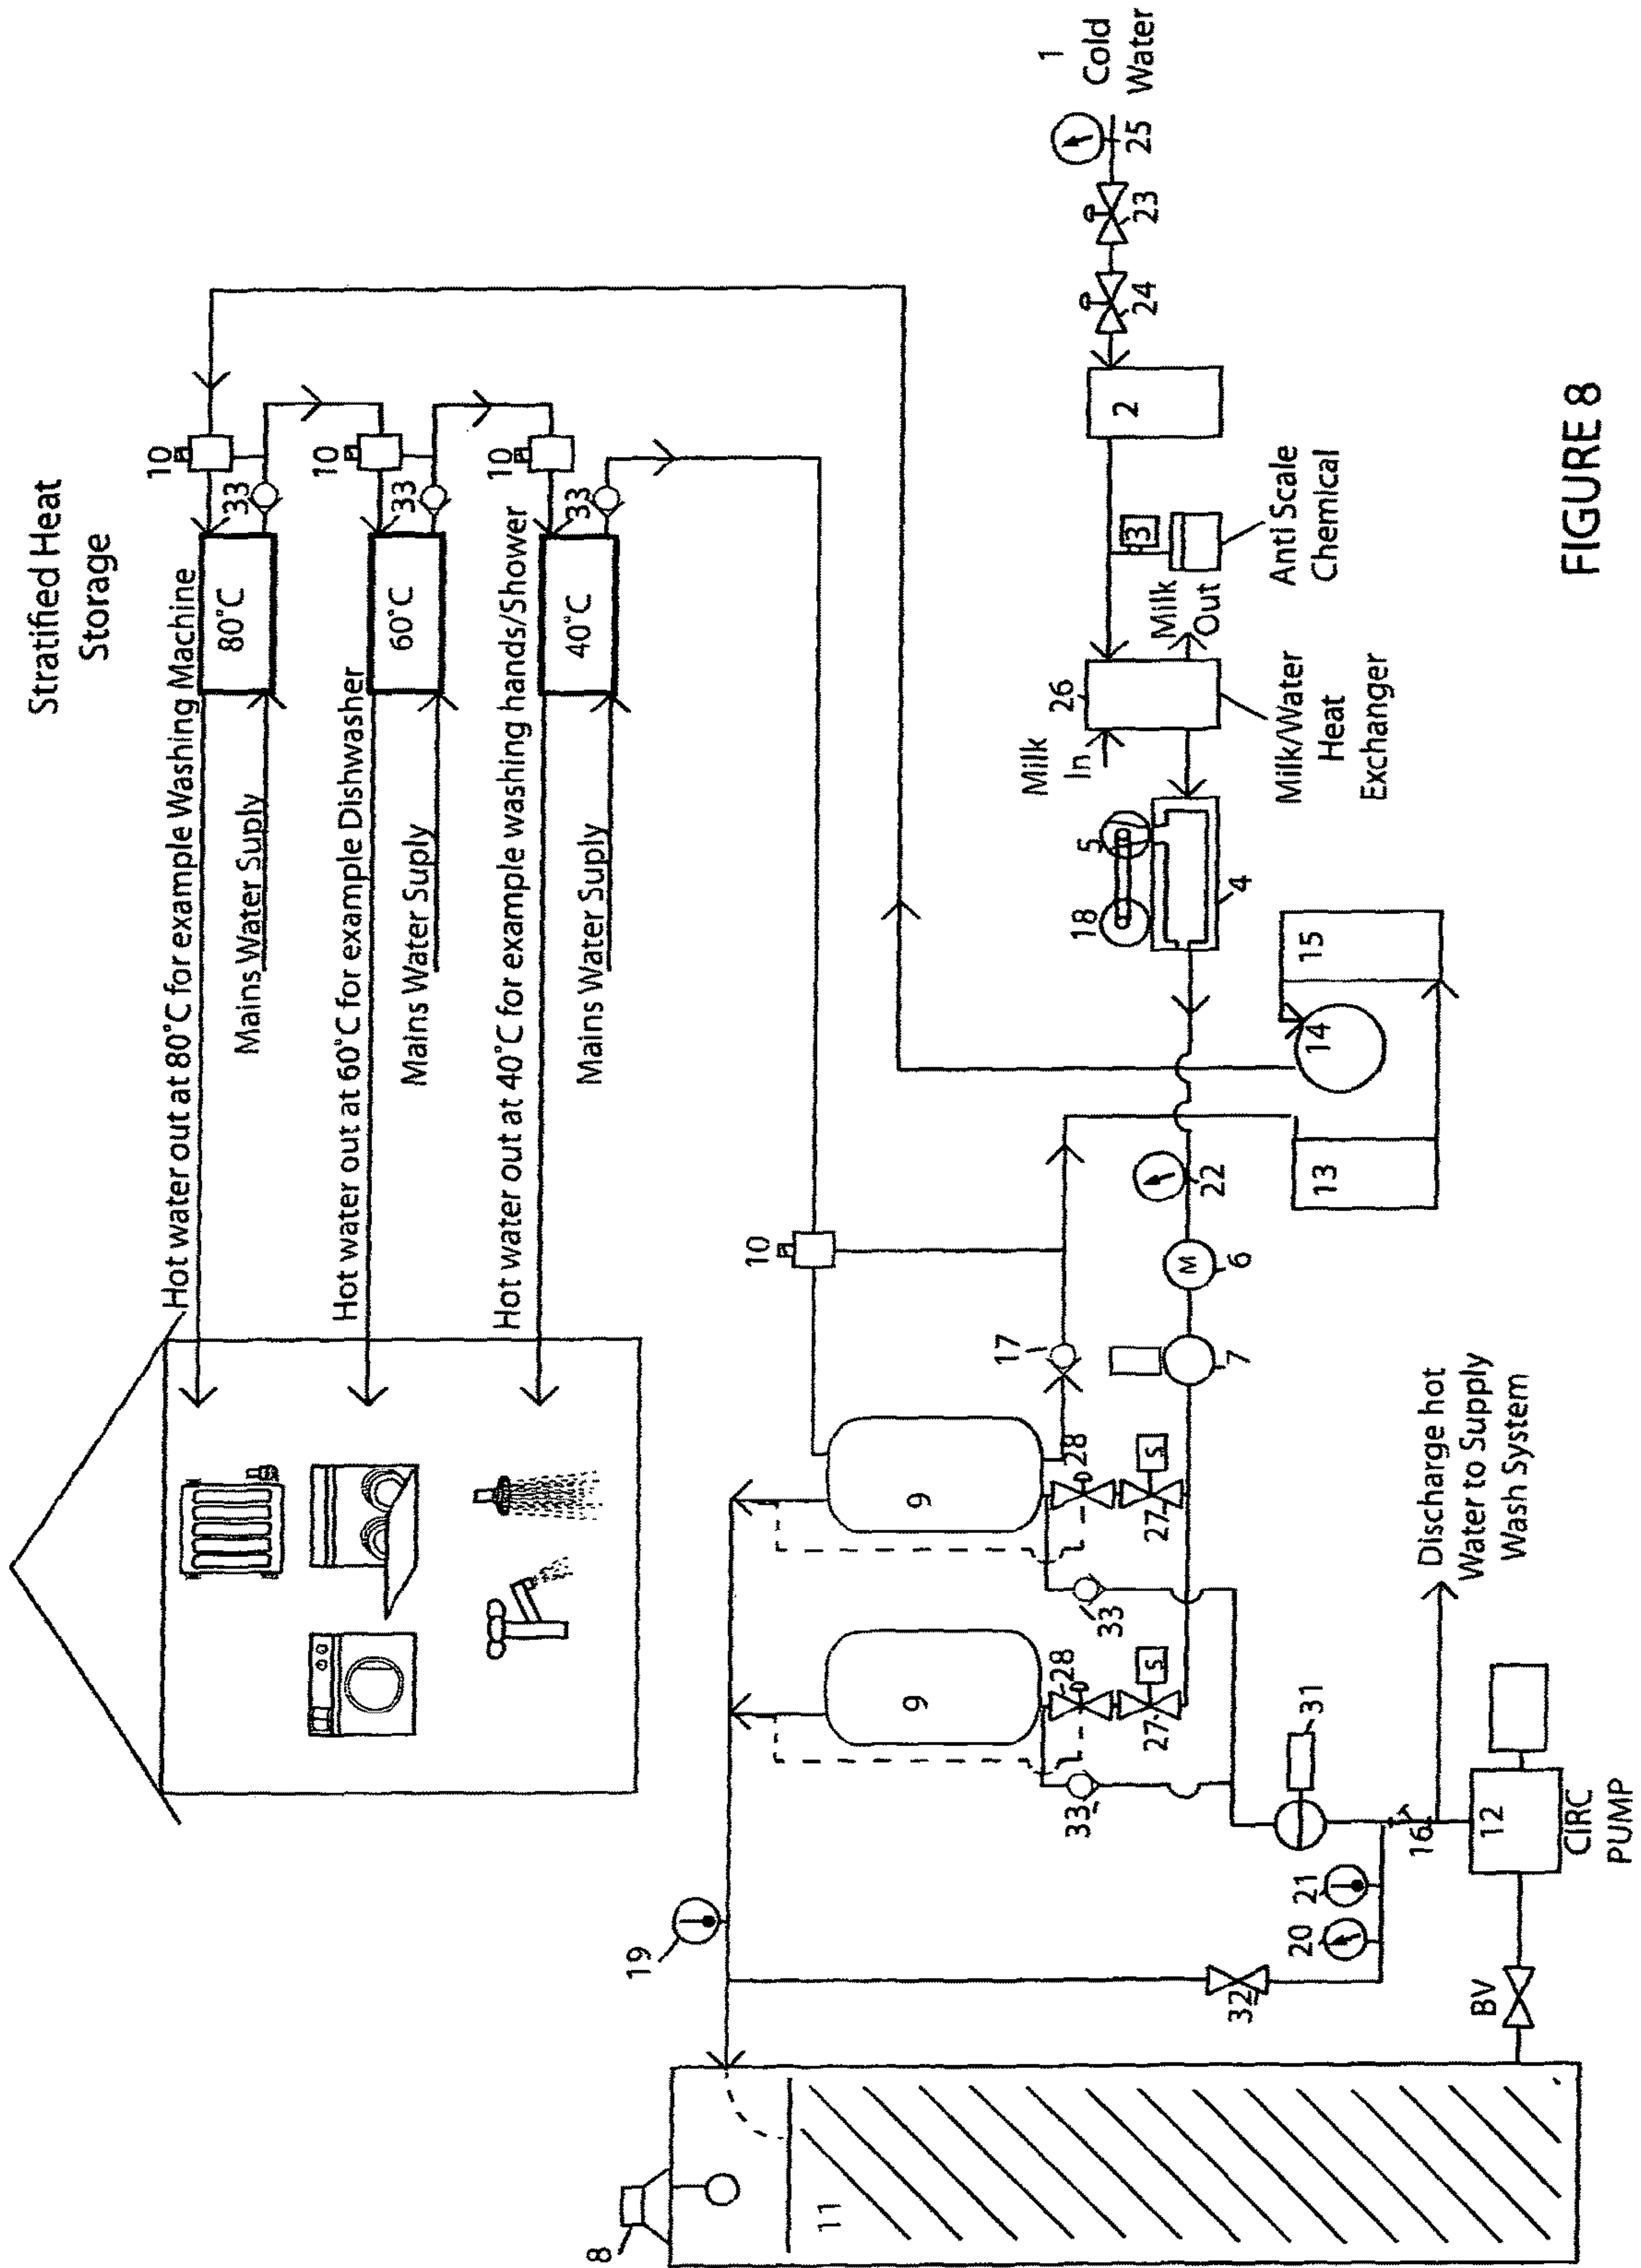 Stratified Heat
Storage
Hot water out at 80°C for example Washing Machine
10
33
80°C
Mains Water Suply
Hot water out at 60°C for example Dishwasher
10
33
60°C
Mains Water Suply
Hot water out at 40°C for example washing hands/Shower
10
33
40°C
Mains Water Suply
8
19
11
10
9
9
17
28
28
27
S
27
S
33
33
7
6
M
22
18
5
4
Milk
In
26
Milk
Out
Milk/Water
Heat
Exchanger
3
Anti Scale
Chemical
2
24
23
25
1
Cold
Water
13
14
15
31
32
20
21
16
BV
12
CIRC
PUMP
Discharge hot
Water to Supply
Wash System
FIGURE 8